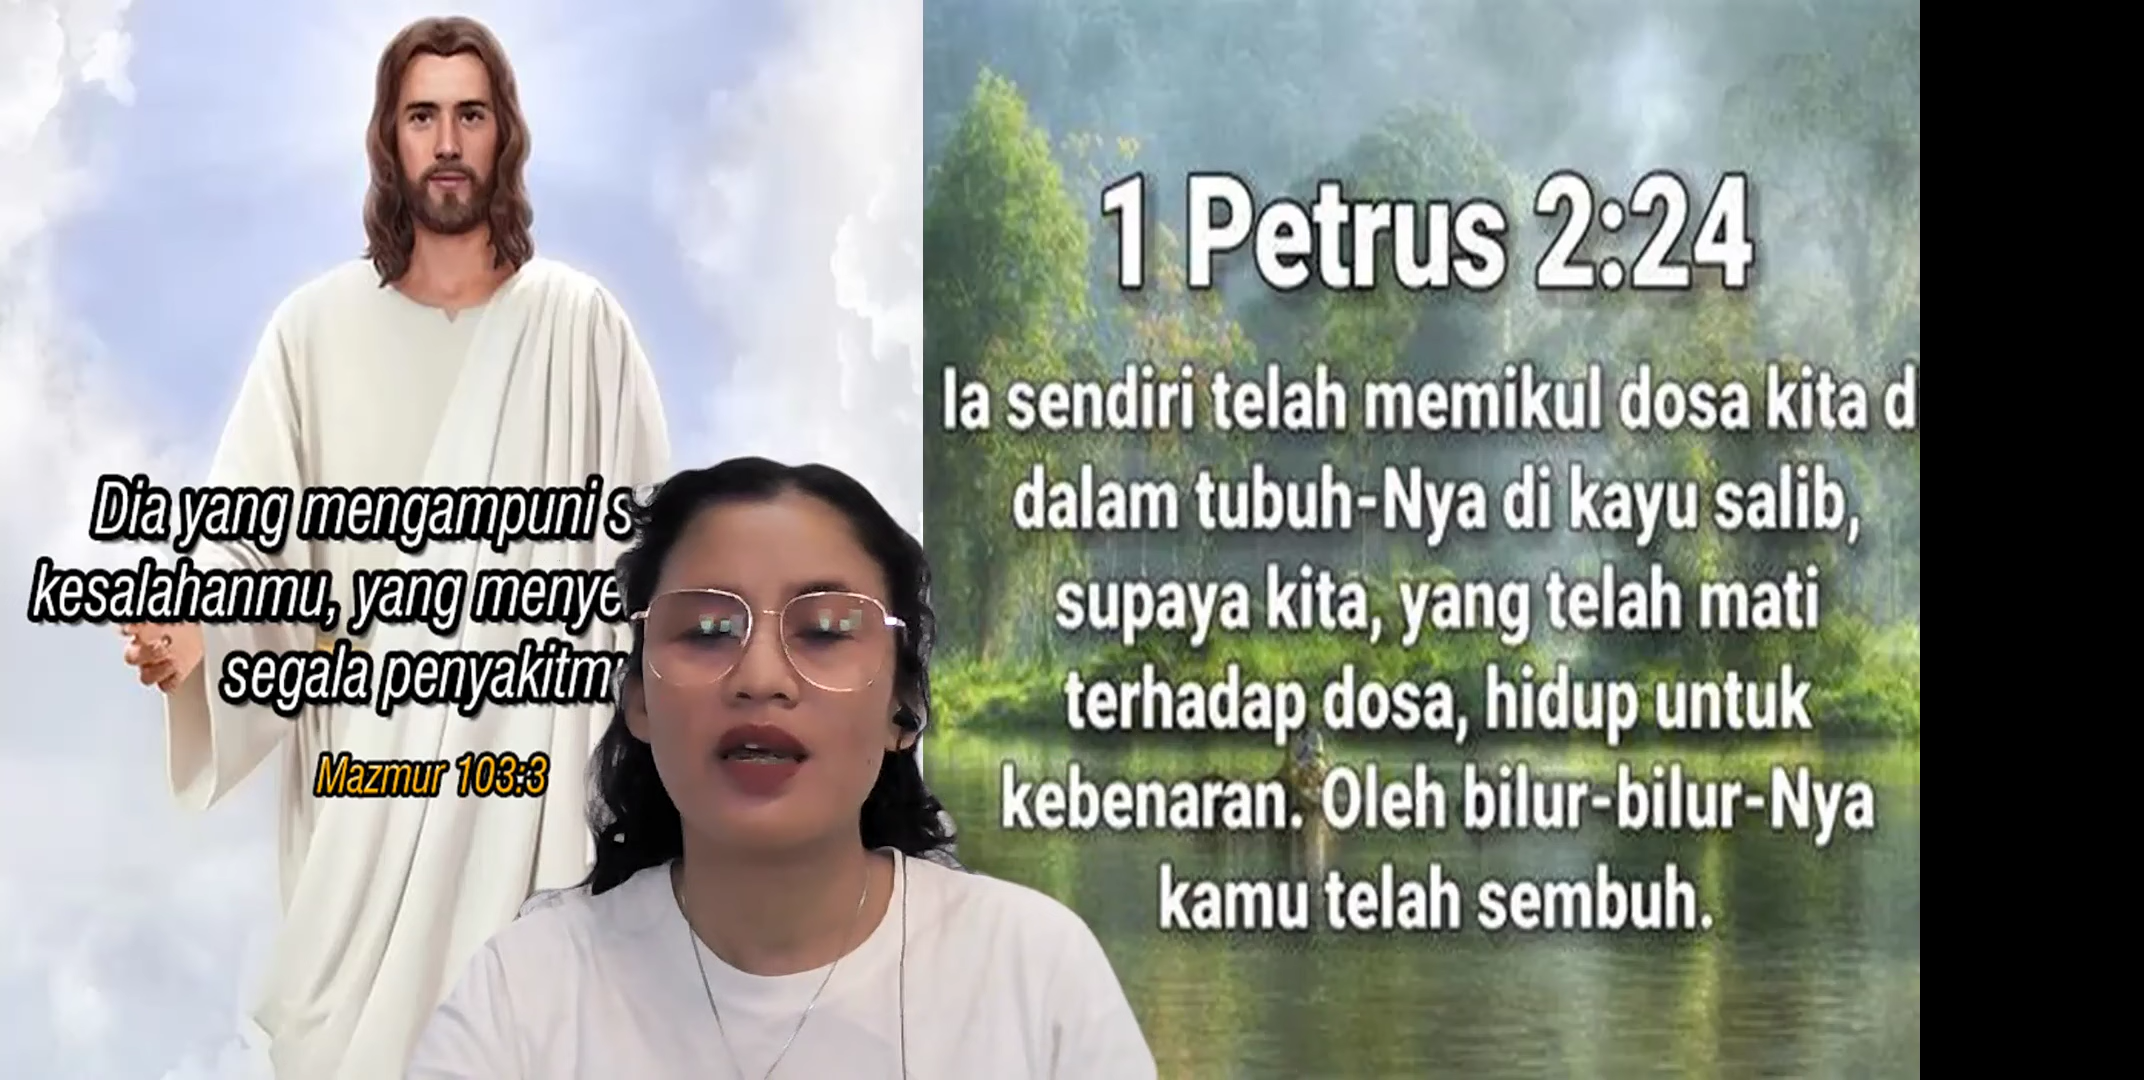 Dia yang mengampuni
kesalahanmu, yang
segala
Mazmur 103:3
1 Petrus 2:24
Ia sendiri telah memikul dosa kita
dalam tubuh-Nya di kayu salib,
supaya kita, yang telah mati
terhadap dosa, hidup untuk
kebenaran. Oleh bilur-bilur-Nya
kamu telah sembuh.